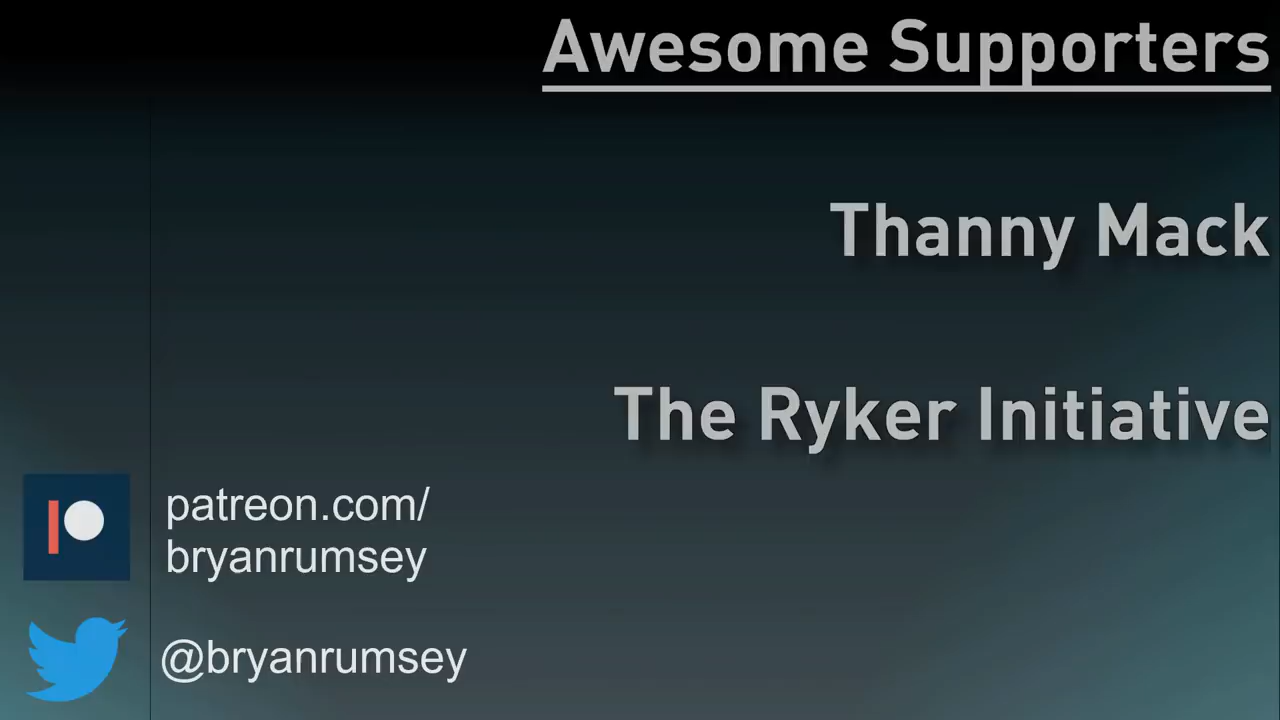 Awesome Supporters
Thanny Mack
The Ryker Initiative
patreon.com/
bryanrumsey
@bryanrumsey